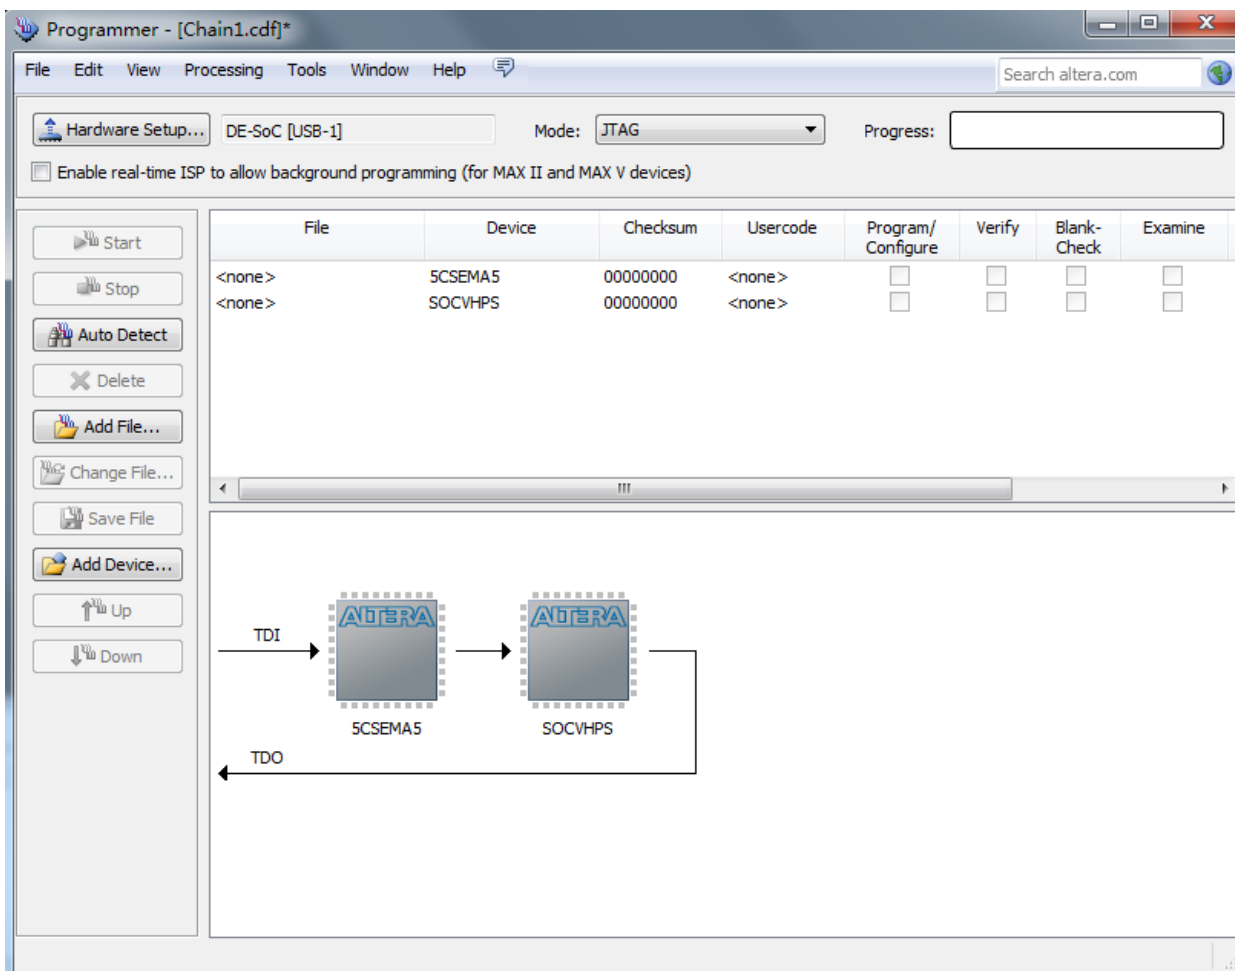 Programmer - [Chain1.cdf]*
File Edit View Processing Tools Window Help
Search altera.com
Hardware Setup... DE-SoC [USB-1] Mode: JTAG Progress:
Enable real-time ISP to allow background programming (for MAX II and MAX V devices)
Start
Stop
Auto Detect
Delete
Add File...
Change File...
Save File
Add Device...
Up
Down
File Device Checksum Usercode Program/ Configure Verify Blank- Check Examine
<none> 5CSEMA5 00000000 <none>
<none> SOCVHPS 00000000 <none>
TDI
ALTERA
ALTERA
5CSEMA5
SOCVHPS
TDO